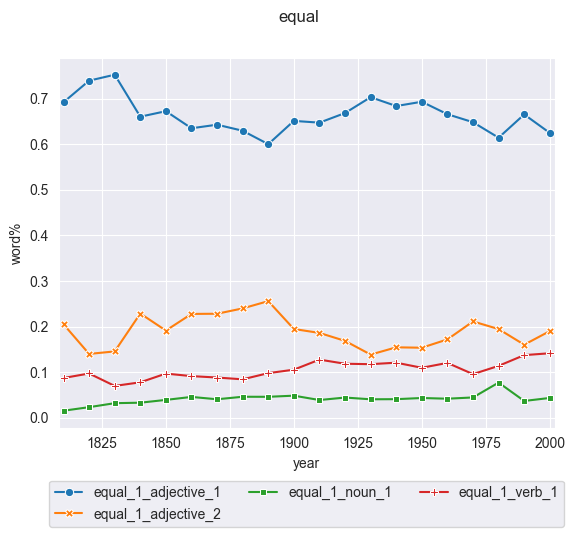 equal
0.7
0.6
0.5
0.4
0.3
0.2
0.1
0.0
word%
1825 1850 1875 1900 1925 1950 1975 2000
year
equal_1_adjective_1 equal_1_noun_1 equal_1_verb_1
equal_1_adjective_2